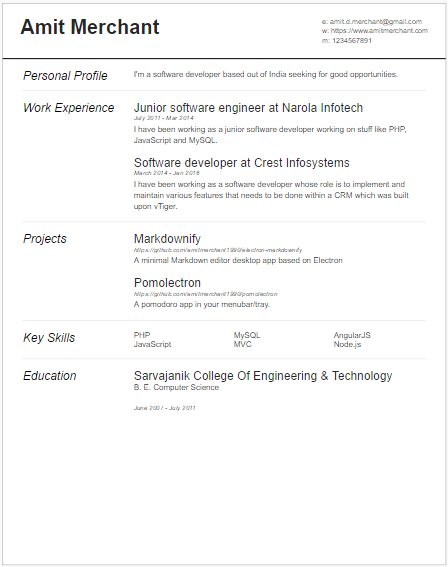 Amit Merchant
e: amit.d.merchant@gmail.com
w: https://www.amitmerchant.com
m: 1234567891
Personal Profile
I'm a software developer based out of India seeking for good opportunities.
Work Experience
Junior software engineer at Narola Infotech
July 2011 - Mar 2014
I have been working as a junior software developer working on stuff like PHP,
JavaScript and MySQL.
Software developer at Crest Infosystems
March 2014 - Jan 2016
I have been working as a software developer whose role is to implement and
maintain various features that needs to be done within a CRM which was built
upon vTiger.
Projects
Markdownify
https://github.com/amitmerchant1990/electron-markdownify
A minimal Markdown editor desktop app based on Electron
Pomolectron
https://github.com/amitmerchant1990/pomolectron
A pomodoro app in your menubar/tray.
Key Skills
PHP MySQL AngularJS
JavaScript MVC Node.js
Education
Sarvajanik College Of Engineering & Technology
B. E. Computer Science
June 2007 - July 2011